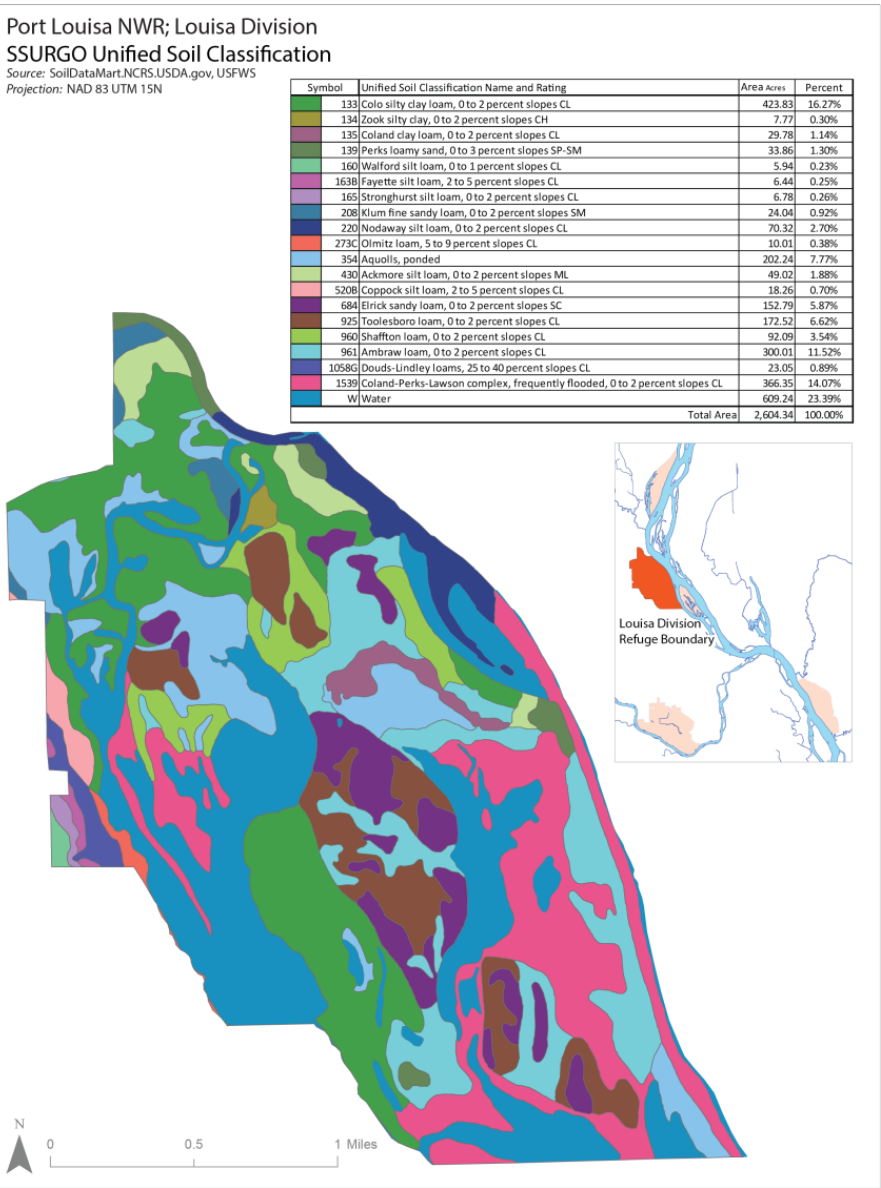 Port Louisa NWR; Louisa Division
SSURGO Unified Soil Classification
Source: SoilDataMart.NCRS.USDA.gov, USFWS
Projection: NAD 83 UTM 15N
Symbol Unified Soil Classification Name and Rating Area Acres Percent
133 Colo silty clay loam, 0 to 2 percent slopes CL 423.83 16.27%
134 Zook silty clay, 0 to 2 percent slopes CH 7.77 0.30%
135 Coland clay loam, 0 to 2 percent slopes CL 29.78 1.14%
139 Perks loamy sand, 0 to 3 percent slopes SP-SM 33.86 1.30%
160 Walford silt loam, 0 to 1 percent slopes CL 5.94 0.23%
163B Fayette silt loam, 2 to 5 percent slopes CL 6.44 0.25%
165 Stronghurst silt loam, 0 to 2 percent slopes CL 6.78 0.26%
208 Klum fine sandy loam, 0 to 2 percent slopes SM 24.04 0.92%
220 Nodaway silt loam, 0 to 2 percent slopes CL 70.32 2.70%
273C Olmitz loam, 5 to 9 percent slopes CL 10.01 0.38%
354 Aquolls, ponded 202.24 7.77%
430 Ackmore silt loam, 0 to 2 percent slopes ML 49.02 1.88%
520B Coppock silt loam, 2 to 5 percent slopes CL 18.26 0.70%
684 Elrick sandy loam, 0 to 2 percent slopes SC 152.79 5.87%
925 Toolesboro loam, 0 to 2 percent slopes CL 172.52 6.62%
960 Shaffton loam, 0 to 2 percent slopes CL 92.09 3.54%
961 Ambraw loam, 0 to 2 percent slopes CL 300.01 11.52%
1058G Douds-Lindley loams, 25 to 40 percent slopes CL 23.05 0.89%
1539 Coland-Perks-Lawson complex, frequently flooded, 0 to 2 percent slopes CL 366.35 14.07%
W Water 609.24 23.39%
Total Area 2,604.34 100.00%
Louisa Division
Refuge Boundary
N
0 0.5 1 Miles